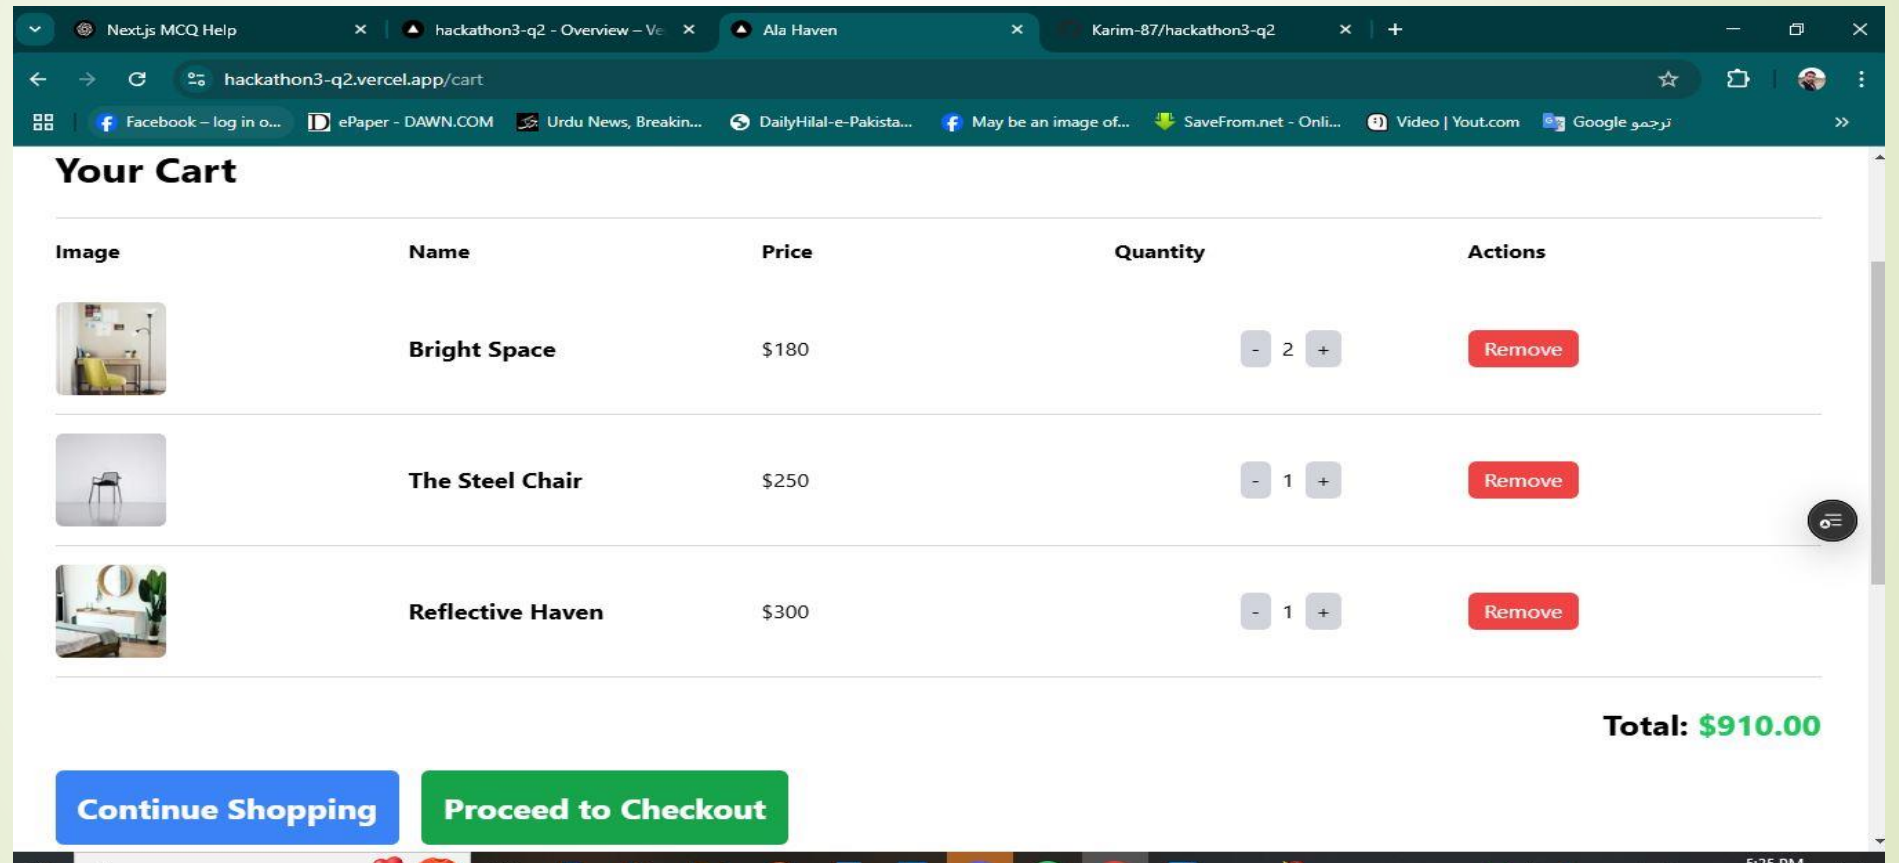 Next.js MCQ Help
hackathon3-q2 - Overview – Ve
Ala Haven
Karim-87/hackathon3-q2
hackathon3-q2.vercel.app/cart
Facebook – log in o...
ePaper - DAWN.COM
Urdu News, Breakin...
DailyHilal-e-Pakista...
May be an image of...
SaveFrom.net - Onli...
Video | Yout.com
Google ترجمو
Your Cart
Image Name Price Quantity Actions
Bright Space $180 - 2 + Remove
The Steel Chair $250 - 1 + Remove
Reflective Haven $300 - 1 + Remove
Total: $910.00
Continue Shopping Proceed to Checkout